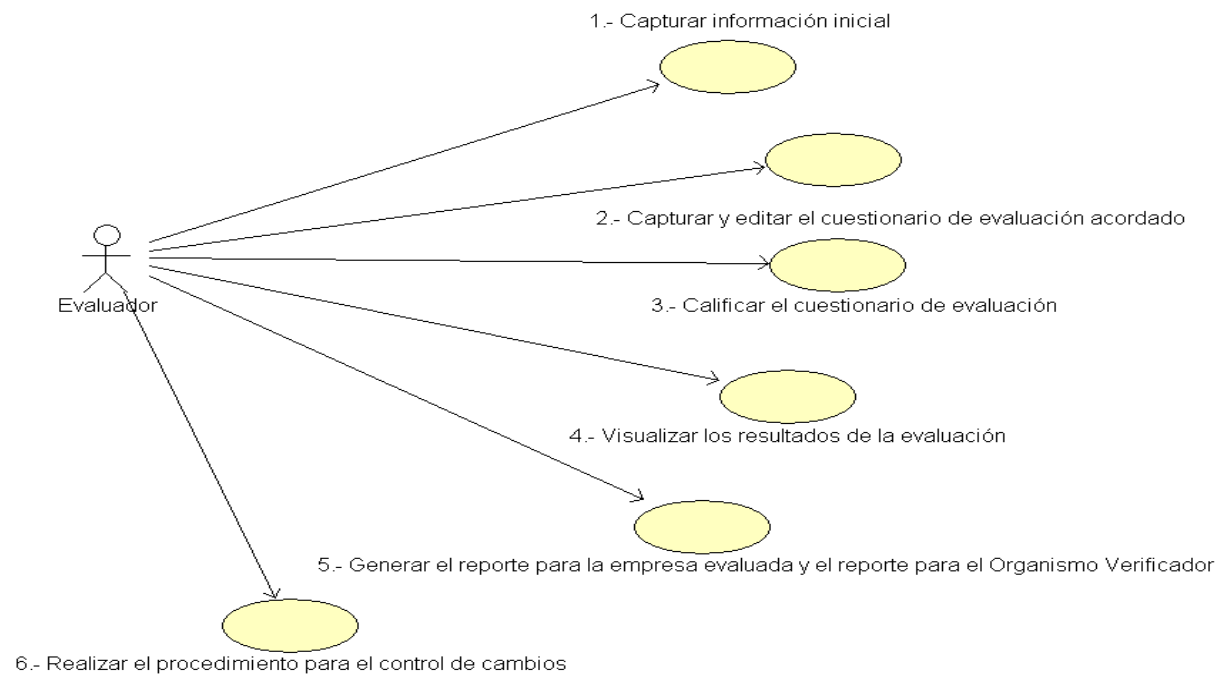 1.- Capturar información inicial
2.- Capturar y editar el cuestionario de evaluación acordado
Evaluador
3.- Calificar el cuestionario de evaluación
4.- Visualizar los resultados de la evaluación
5.- Generar el reporte para la empresa evaluada y el reporte para el Organismo Verificador
6.- Realizar el procedimiento para el control de cambios